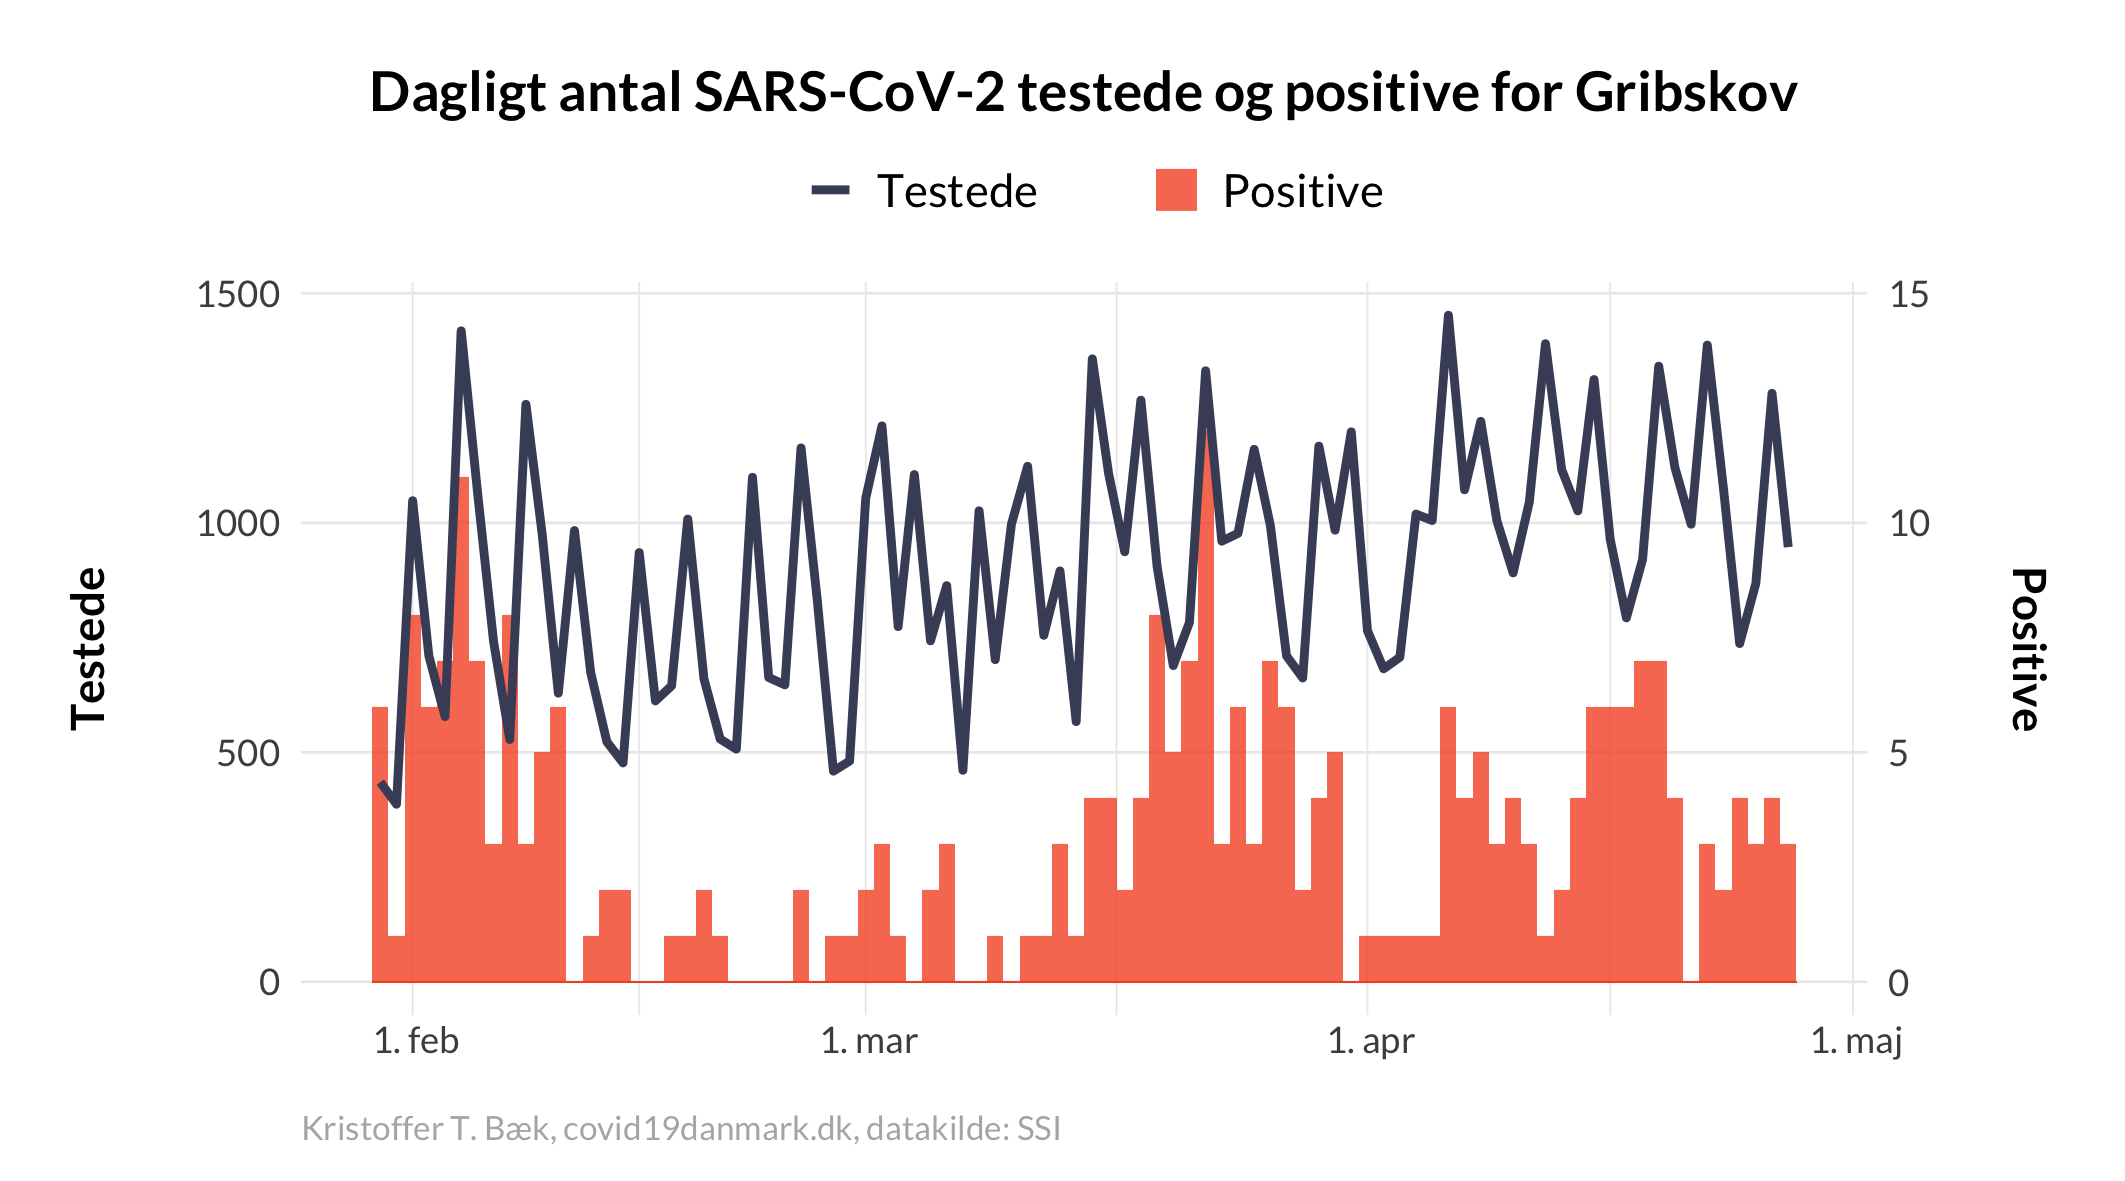 Dagligt antal SARS-CoV-2 testede og positive for Gribskov
Testede
Positive
1500
1000
500
0
15
10
5
0
Testede
Positive
1. feb
1. mar
1. apr
1. maj
Kristoffer T. Bæk, covid19danmark.dk, datakilde: SSI